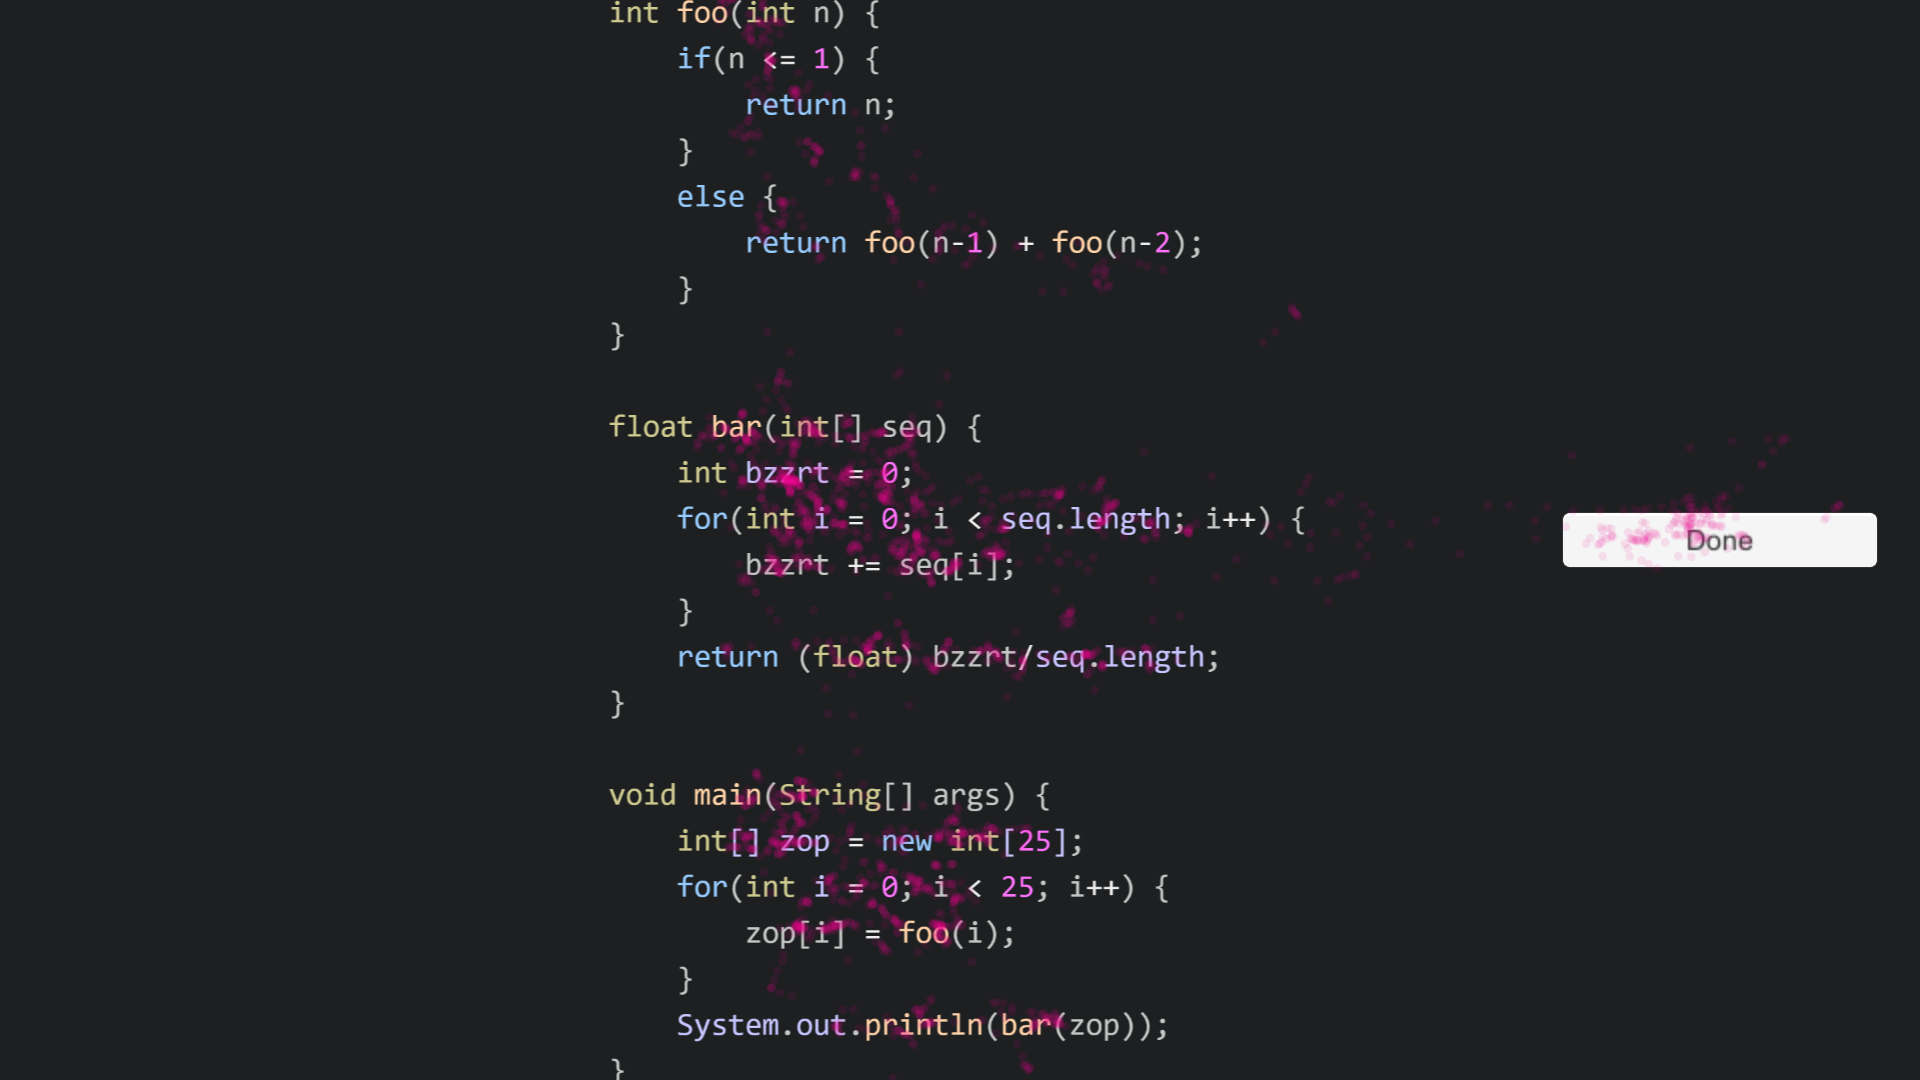 int foo(int n) {
    if(n <= 1) {
        return n;
    }
    else {
        return foo(n-1) + foo(n-2);
    }
}

float bar(int[] seq) {
    int bzzrt = 0;
    for(int i = 0; i < seq.length; i++) {
        bzzrt += seq[i];
    }
    return (float) bzzrt/seq.length;
}

void main(String[] args) {
    int[] zop = new int[25];
    for(int i = 0; i < 25; i++) {
        zop[i] = foo(i);
    }
    System.out.println(bar(zop));
}
Done